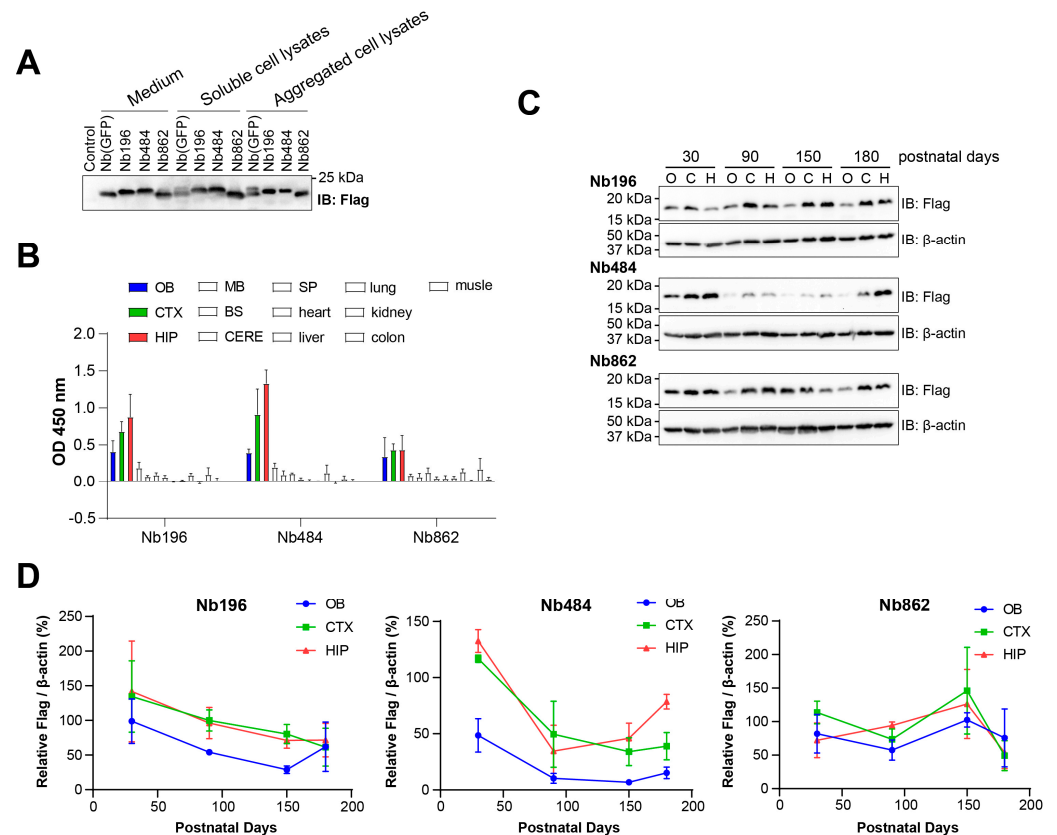 A
Medium
Soluble cell lysates
Aggregated cell lysates
Control
Nb(GFP)
Nb196
Nb484
Nb862
Nb(GFP)
Nb196
Nb484
Nb862
Nb(GFP)
Nb196
Nb484
Nb862
25 kDa
IB: Flag
B
OB MB SP lung musle
CTX BS heart kidney
HIP CERE liver colon
OD 450 nm
2.0
1.5
1.0
0.5
0.0
-0.5
Nb196 Nb484 Nb862
C
30 90 150 180 postnatal days
O C H O C H O C H O C H
Nb196
20 kDa
15 kDa
IB: Flag
50 kDa
37 kDa
IB: β-actin
Nb484
20 kDa
15 kDa
IB: Flag
50 kDa
37 kDa
IB: β-actin
Nb862
20 kDa
15 kDa
IB: Flag
50 kDa
37 kDa
IB: β-actin
D
Nb196
OB
CTX
HIP
Relative Flag / β-actin (%)
250
200
150
100
50
0
0 50 100 150 200
Postnatal Days
Nb484
OB
CTX
HIP
Relative Flag / β-actin (%)
150
100
50
0
0 50 100 150 200
Postnatal Days
Nb862
OB
CTX
HIP
Relative Flag / β-actin (%)
250
200
150
100
50
0
0 50 100 150 200
Postnatal Days